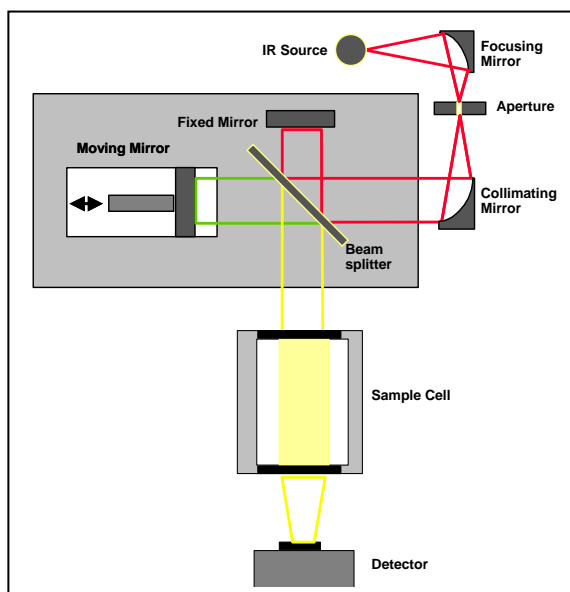 IR Source
Focusing
Mirror
Aperture
Fixed Mirror
Moving Mirror
Collimating
Mirror
Beam
splitter
Sample Cell
Detector